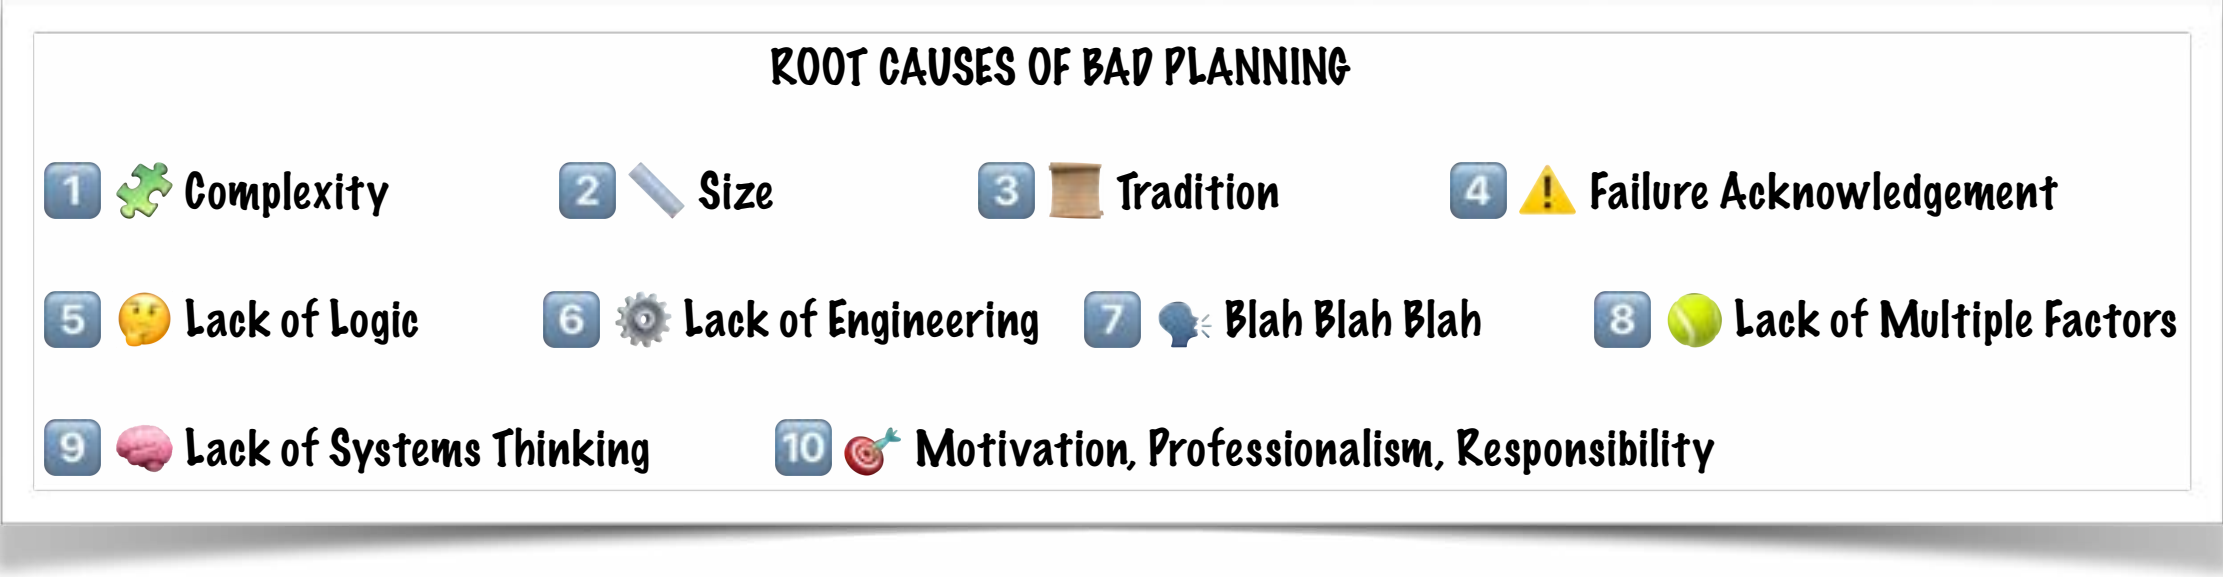 ROOT CAUSES OF BAD PLANNING
1 Complexity 2 Size 3 Tradition 4 Failure Acknowledgement
5 Lack of Logic 6 Lack of Engineering 7 Blah Blah Blah 8 Lack of Multiple Factors
9 Lack of Systems Thinking 10 Motivation, Professionalism, Responsibility